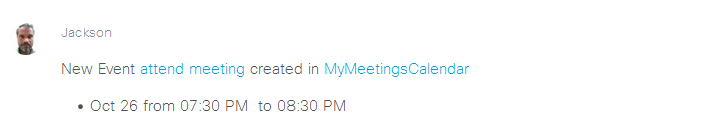 Jackson
New Event attend meeting created in MyMeetingsCalendar
• Oct 26 from 07:30 PM  to 08:30 PM